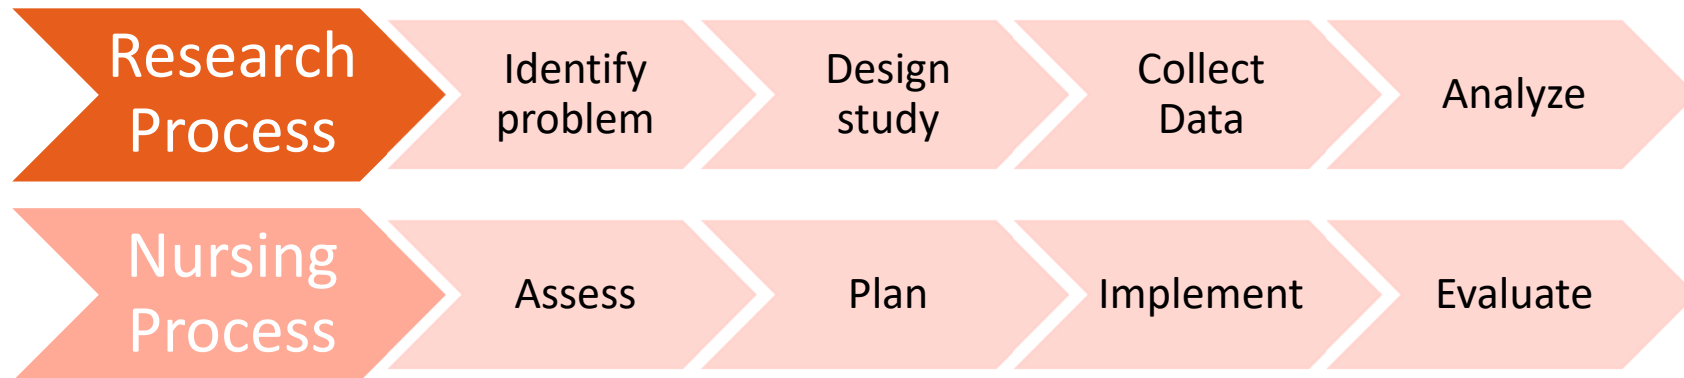 Research
Process
Identify
problem
Design
study
Collect
Data
Analyze
Nursing
Process
Assess
Plan
Implement
Evaluate